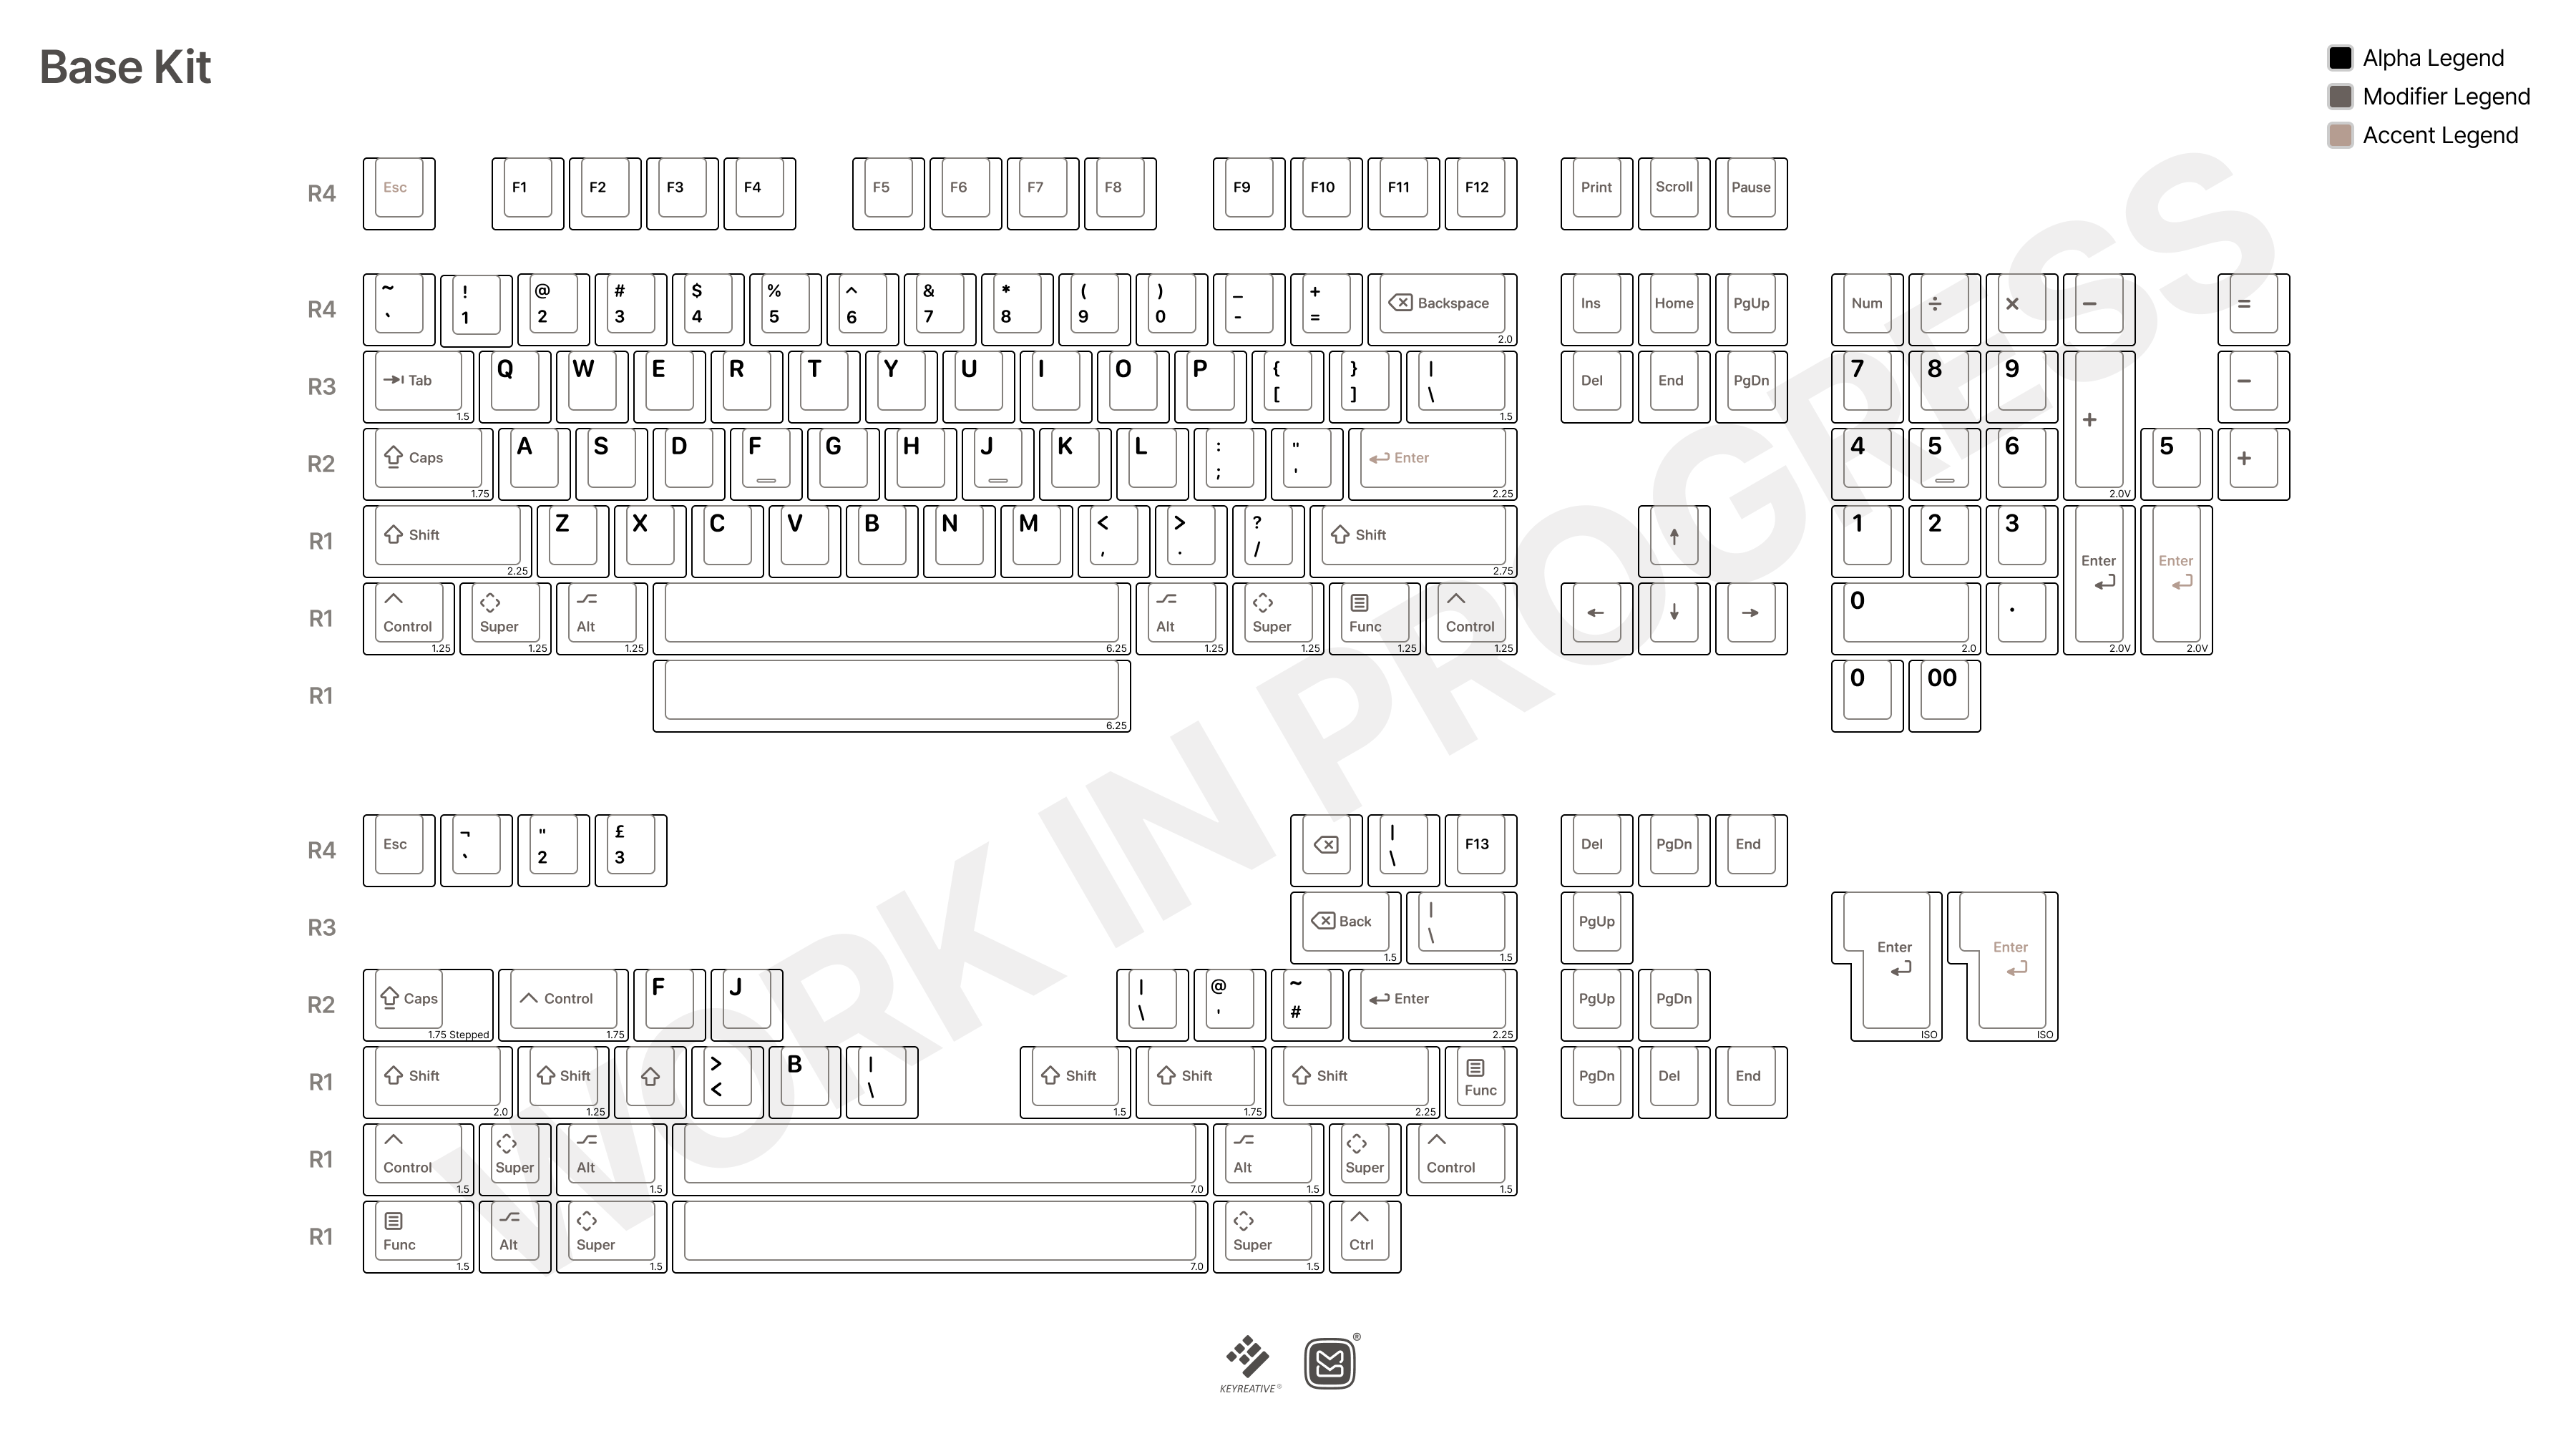 Base Kit
Alpha Legend
Modifier Legend
Accent Legend
R4 Esc F1 F2 F3 F4 F5 F6 F7 F8 F9 F10 F11 F12 Print Scroll Pause
~ ! @ # $ % ^ & * ( ) _ +
R4 ` 1 2 3 4 5 6 7 8 9 0 - = Backspace Ins Home PgUp Num ÷ × − =
2.0
R3 Tab Q W E R T Y U I O P { } | Del End PgDn 7 8 9 + −
[ ] \
1.5 1.5
R2 Caps A S D F G H J K L : " Enter 4 5 6 5 +
; '
1.75 2.25 2.0V
R1 Shift Z X C V B N M < > ? Shift ↑ 1 2 3 Enter Enter
, . /
2.25 2.75
R1 Control Super Alt Alt Super Func Control ← ↓ → 0 .
1.25 1.25 1.25 6.25 1.25 1.25 1.25 1.25 2.0 2.0V 2.0V
R1 0 00
6.25
R4 Esc ¬ " £ | F13 Del PgDn End
` 2 3 \
R3 Back | PgUp Enter Enter
\
1.5 1.5
R2 Caps Control F J | @ ~ Enter PgUp PgDn
\ ' #
1.75 Stepped 1.75 2.25 ISO ISO
R1 Shift Shift > B | Shift Shift Shift Func PgDn Del End
< \
2.0 1.25 1.5 1.75 2.25
R1 Control Super Alt Alt Super Control
1.5 1.5 7.0 1.5 1.5
R1 Func Alt Super Super Ctrl
1.5 1.5 7.0 1.5
WORK IN PROGRESS
KEYREATIVE®
®